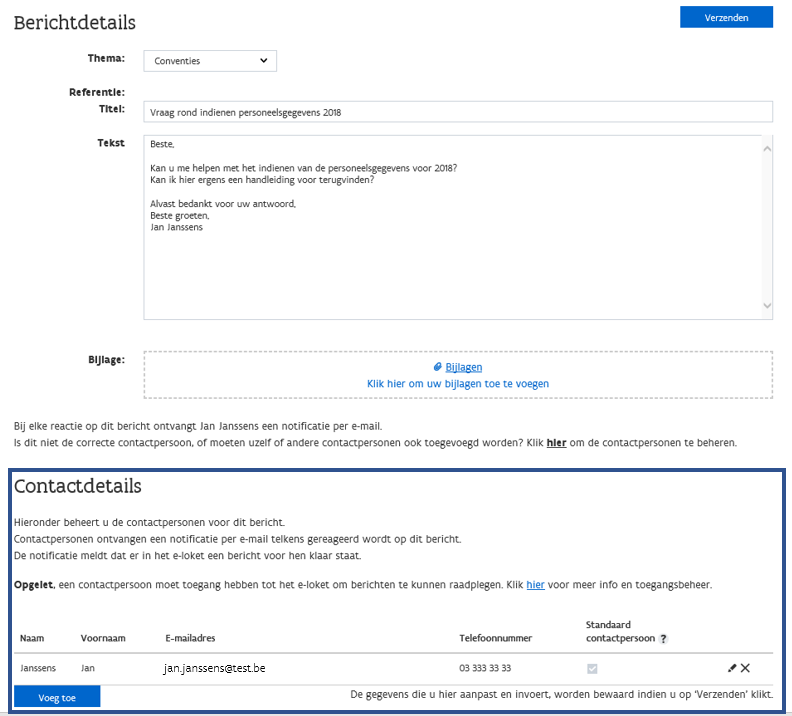 Berichtdetails
Verzenden
Thema: Conventies
Referentie:
Titel: Vraag rond indienen personeelsgegevens 2018
Tekst Beste,
Kan u me helpen met het indienen van de personeelsgegevens voor 2018?
Kan ik hier ergens een handleiding voor terugvinden?
Alvast bedankt voor uw antwoord,
Beste groeten,
Jan Janssens
Bijlage: Bijlagen
Klik hier om uw bijlagen toe te voegen
Bij elke reactie op dit bericht ontvangt Jan Janssens een notificatie per e-mail.
Is dit niet de correcte contactpersoon, of moeten uzelf of andere contactpersonen ook toegevoegd worden? Klik hier om de contactpersonen te beheren.
Contactdetails
Hieronder beheert u de contactpersonen voor dit bericht.
Contactpersonen ontvangen een notificatie per e-mail telkens gereageerd wordt op dit bericht.
De notificatie meldt dat er in het e-loket een bericht voor hen klaar staat.
Opgelet, een contactpersoon moet toegang hebben tot het e-loket om berichten te kunnen raadplegen. Klik hier voor meer info en toegangsbeheer.
Naam Voornaam E-mailadres Telefoonnummer Standaard contactpersoon ?
Janssens Jan jan.janssens@test.be 03 333 33 33
Voeg toe
De gegevens die u hier aanpast en invoert, worden bewaard indien u op 'Verzenden' klikt.